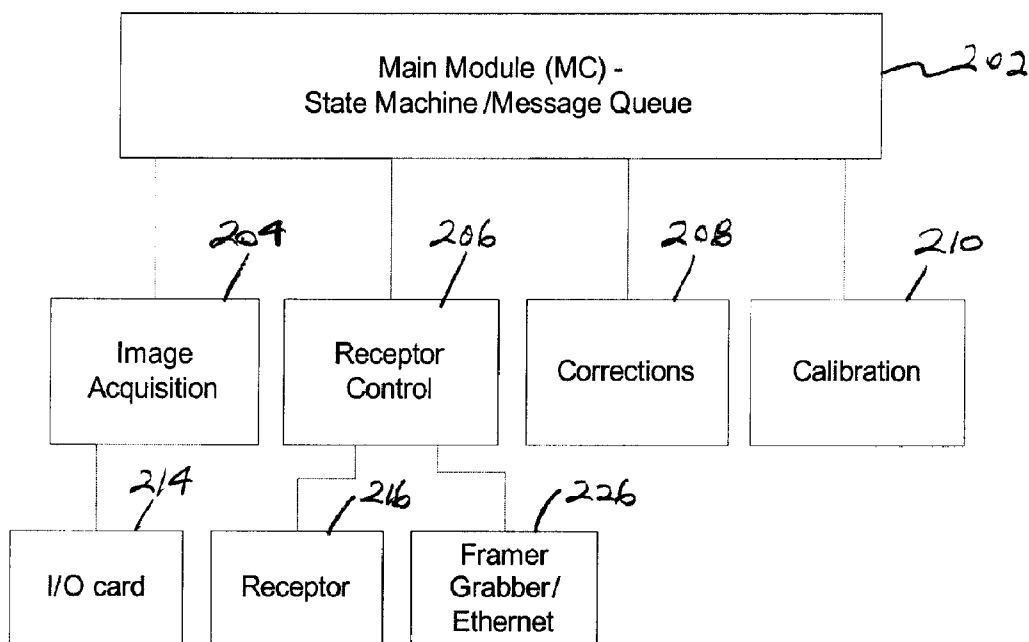 Main Module (MC) -
State Machine /Message Queue
202
204
206
208
210
Image
Acquisition
Receptor
Control
Corrections
Calibration
214
216
226
I/O card
Receptor
Framer
Grabber/
Ethernet